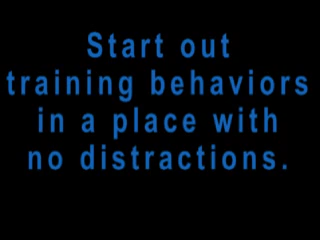 Start out
training behaviors
in a place with
no distractions.